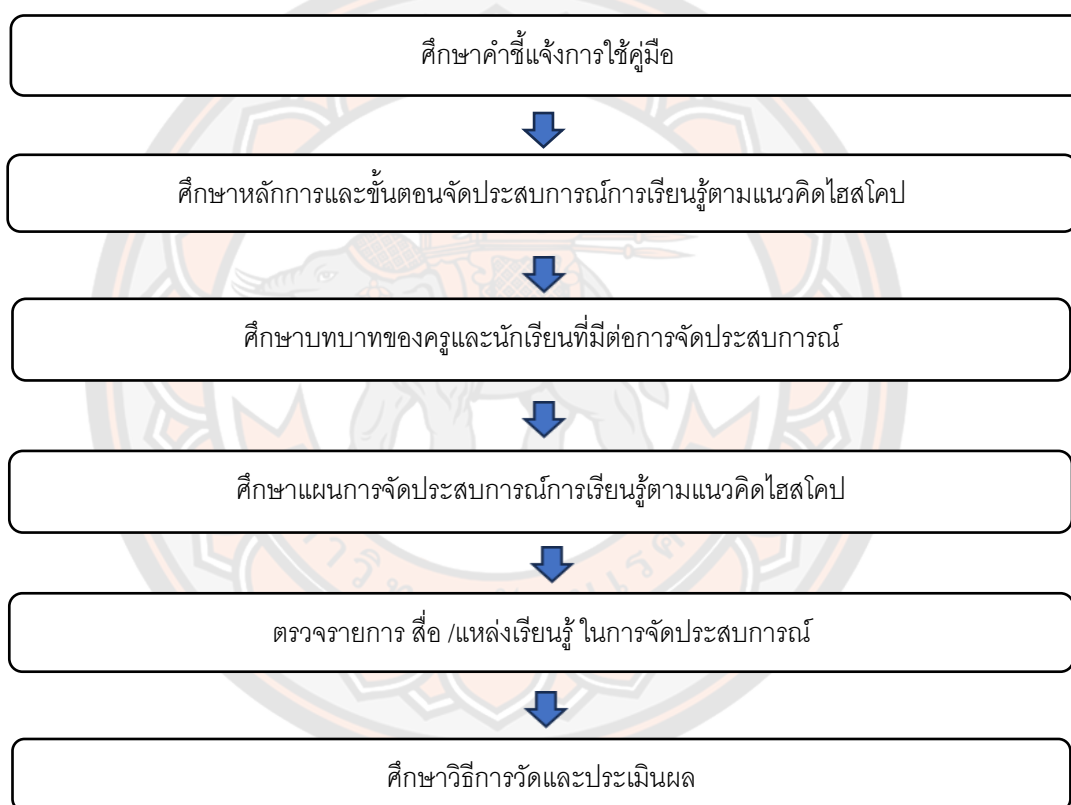 ศึกษาคำชี้แจงการใช้คู่มือ
ศึกษาหลักการและขั้นตอนจัดประสบการณ์การเรียนรู้ตามแนวคิดไฮสโคป
ศึกษาบทบาทของครูและนักเรียนที่มีต่อการจัดประสบการณ์
ศึกษาแผนการจัดประสบการณ์การเรียนรู้ตามแนวคิดไฮสโคป
ตรวจรายการ สื่อ /แหล่งเรียนรู้ ในการจัดประสบการณ์
ศึกษาวิธีการวัดและประเมินผล